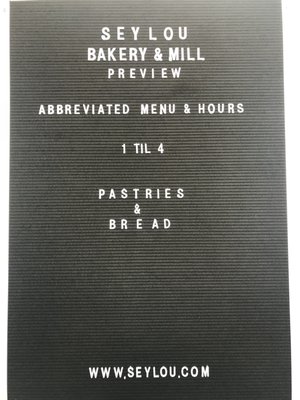 SEYLOU
BAKERY & MILL
PREVIEW
ABBREVIATED MENU & HOURS
1 TIL 4
PASTRIES
&
BREAD
WWW.SEYLOU.COM